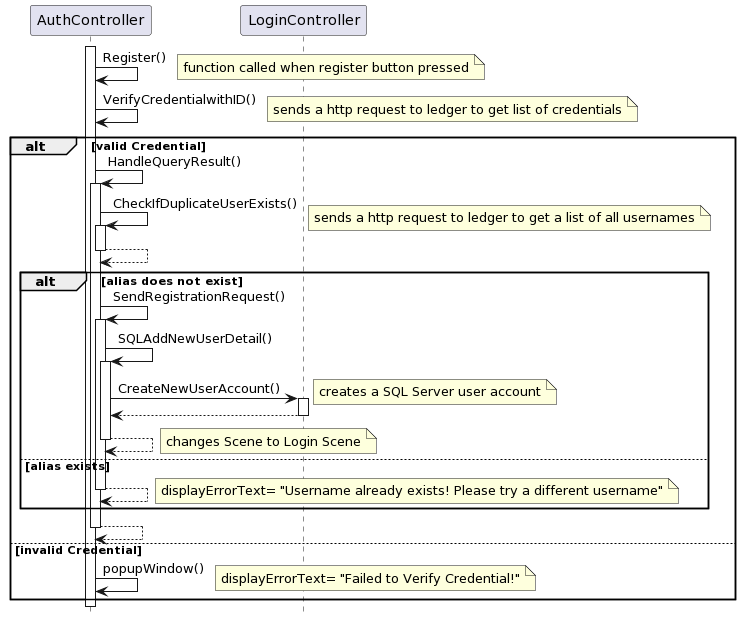 AuthController
LoginController
Register()
function called when register button pressed
VerifyCredentialwithID()
sends a http request to ledger to get list of credentials
alt
[valid Credential]
HandleQueryResult()
CheckIfDuplicateUserExists()
sends a http request to ledger to get a list of all usernames
alt
[alias does not exist]
SendRegistrationRequest()
SQLAddNewUserDetail()
CreateNewUserAccount()
creates a SQL Server user account
changes Scene to Login Scene
[alias exists]
displayErrorText= "Username already exists! Please try a different username"
[invalid Credential]
popupWindow()
displayErrorText= "Failed to Verify Credential!"